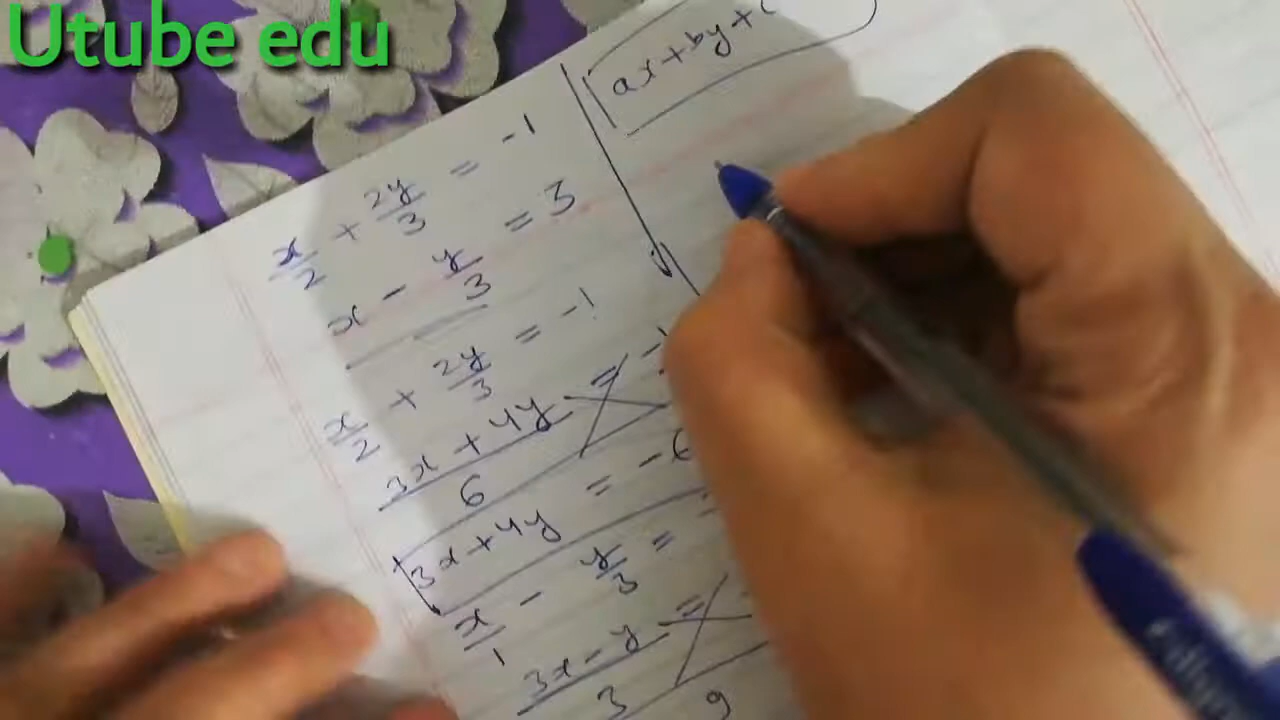 Utube edu
ax+by+c
x/2 + 2y/3 = -1
x - y/3 = 3
x/2 + 2y/3 = -1
3x+4y/6 = -1
3x+4y = -6
x/1 - y/3 =
3x-y/3 =
9